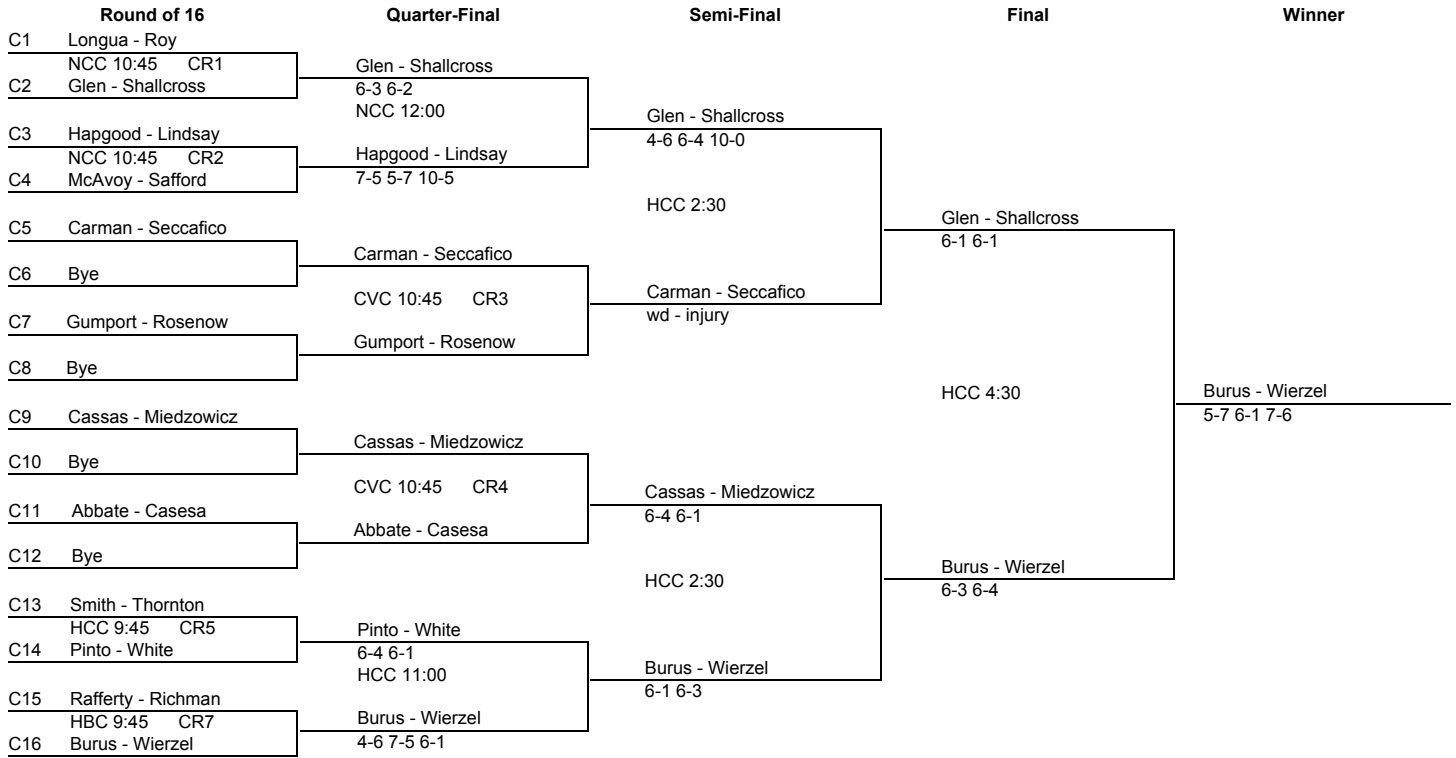 Round of 16 Quarter-Final Semi-Final Final Winner
C1 Longua - Roy
NCC 10:45 CR1
C2 Glen - Shallcross
C3 Hapgood - Lindsay
NCC 10:45 CR2
C4 McAvoy - Safford
C5 Carman - Seccafico
C6 Bye
C7 Gumport - Rosenow
C8 Bye
C9 Cassas - Miedzowicz
C10 Bye
C11 Abbate - Casesa
C12 Bye
C13 Smith - Thornton
HCC 9:45 CR5
C14 Pinto - White
C15 Rafferty - Richman
HBC 9:45 CR7
C16 Burus - Wierzel
Glen - Shallcross
6-3 6-2
NCC 12:00
Hapgood - Lindsay
7-5 5-7 10-5
Carman - Seccafico
CVC 10:45 CR3
Gumport - Rosenow
Cassas - Miedzowicz
CVC 10:45 CR4
Abbate - Casesa
Pinto - White
6-4 6-1
HCC 11:00
Burus - Wierzel
4-6 7-5 6-1
Glen - Shallcross
4-6 6-4 10-0
HCC 2:30
Carman - Seccafico
wd - injury
Cassas - Miedzowicz
6-4 6-1
HCC 2:30
Burus - Wierzel
6-1 6-3
Glen - Shallcross
6-1 6-1
HCC 4:30
Burus - Wierzel
6-3 6-4
Burus - Wierzel
5-7 6-1 7-6